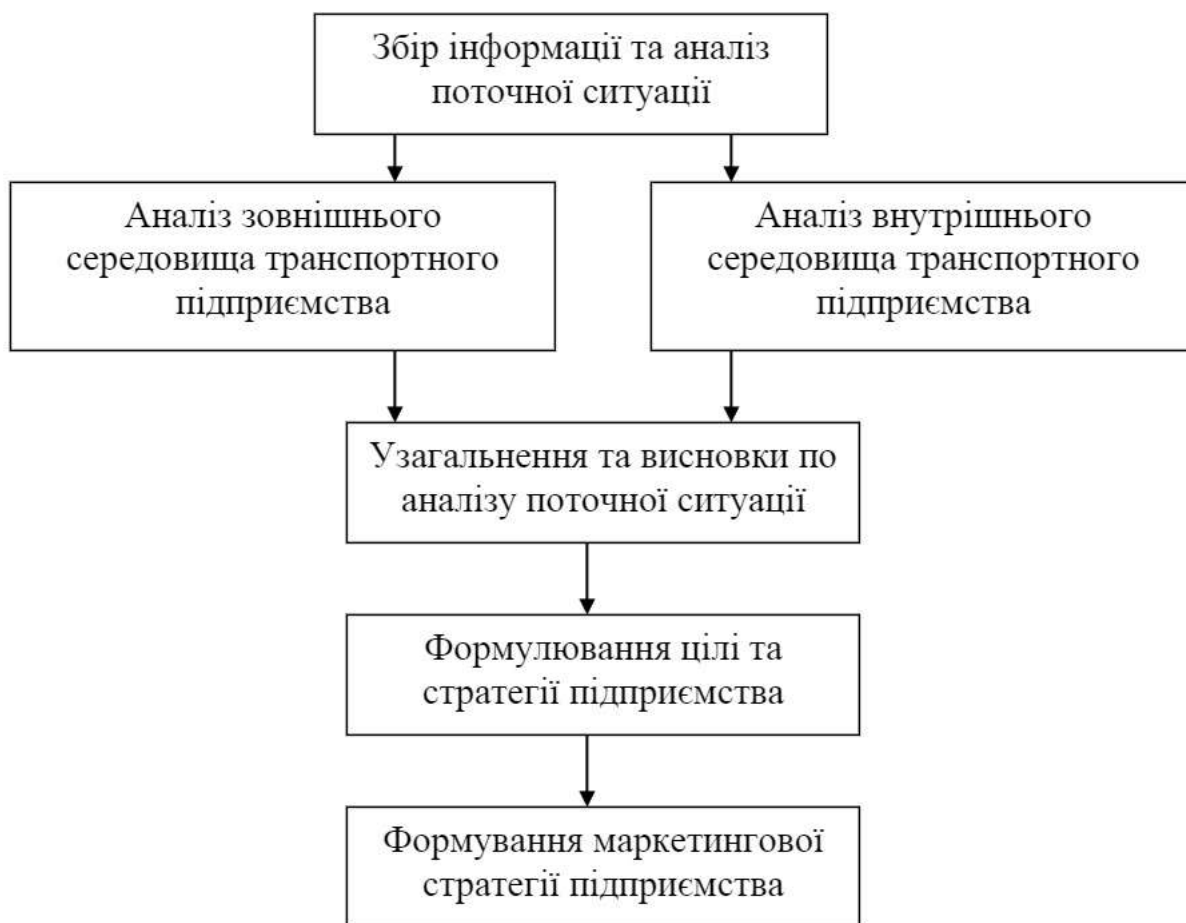 Збір інформації та аналіз
поточної ситуації
Аналіз зовнішнього
середовища транспортного
підприємства
Аналіз внутрішнього
середовища транспортного
підприємства
Узагальнення та висновки по
аналізу поточної ситуації
Формулювання цілі та
стратегії підприємства
Формування маркетингової
стратегії підприємства